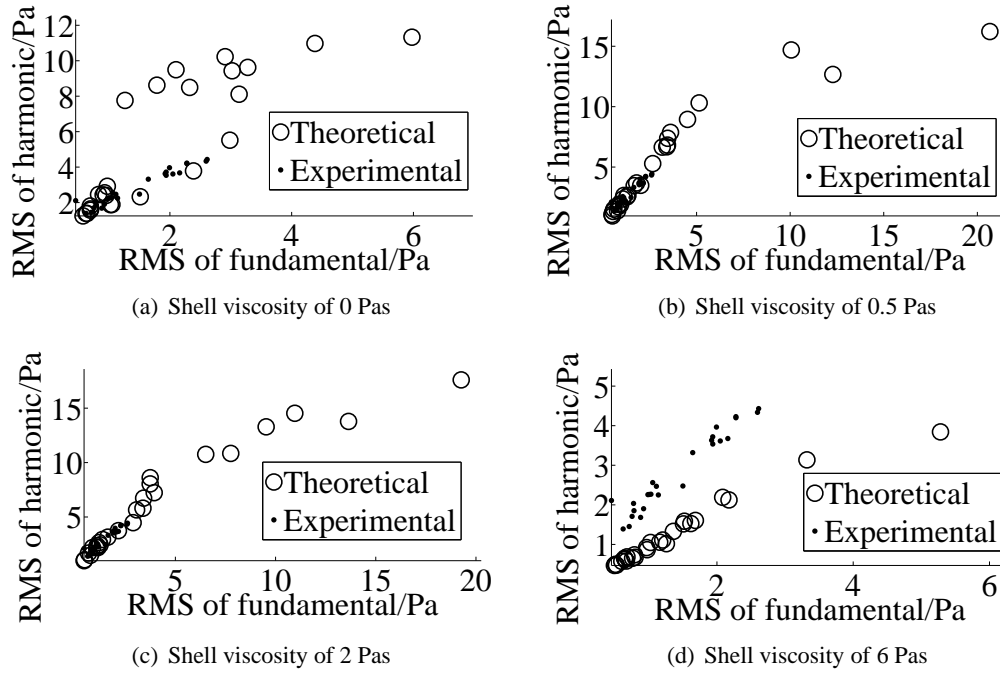 12
10
8
6
4
2
2
4
6
RMS of harmonic/Pa
RMS of fundamental/Pa
Theoretical
Experimental
(a) Shell viscosity of 0 Pas
15
10
5
5
10
15
20
RMS of harmonic/Pa
RMS of fundamental/Pa
Theoretical
Experimental
(b) Shell viscosity of 0.5 Pas
15
10
5
5
10
15
20
RMS of harmonic/Pa
RMS of fundamental/Pa
Theoretical
Experimental
(c) Shell viscosity of 2 Pas
5
4
3
2
1
2
4
6
RMS of harmonic/Pa
RMS of fundamental/Pa
Theoretical
Experimental
(d) Shell viscosity of 6 Pas